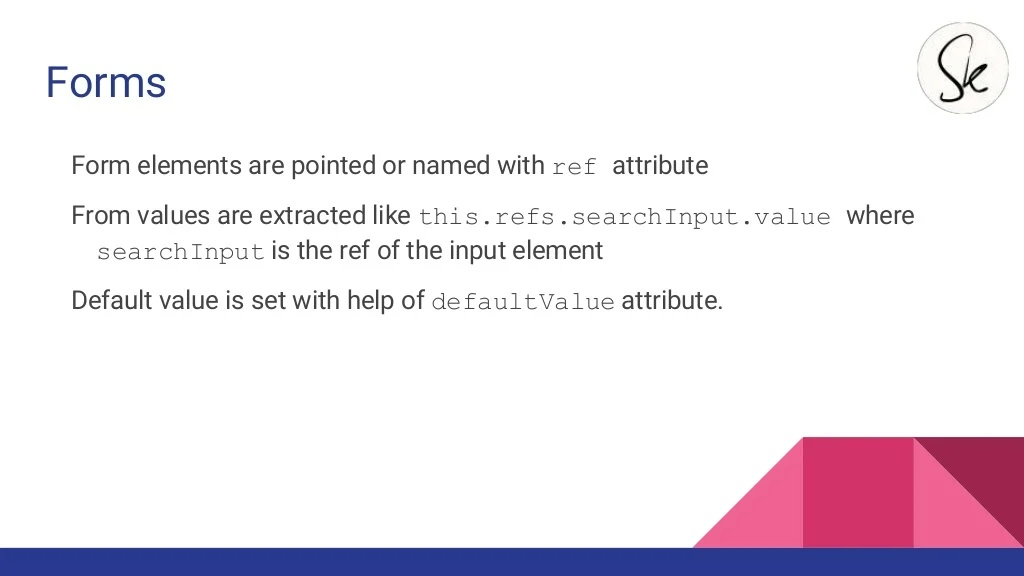 Forms
Sk
Form elements are pointed or named with ref attribute
From values are extracted like this.refs.searchInput.value where
searchInput is the ref of the input element
Default value is set with help of defaultValue attribute.